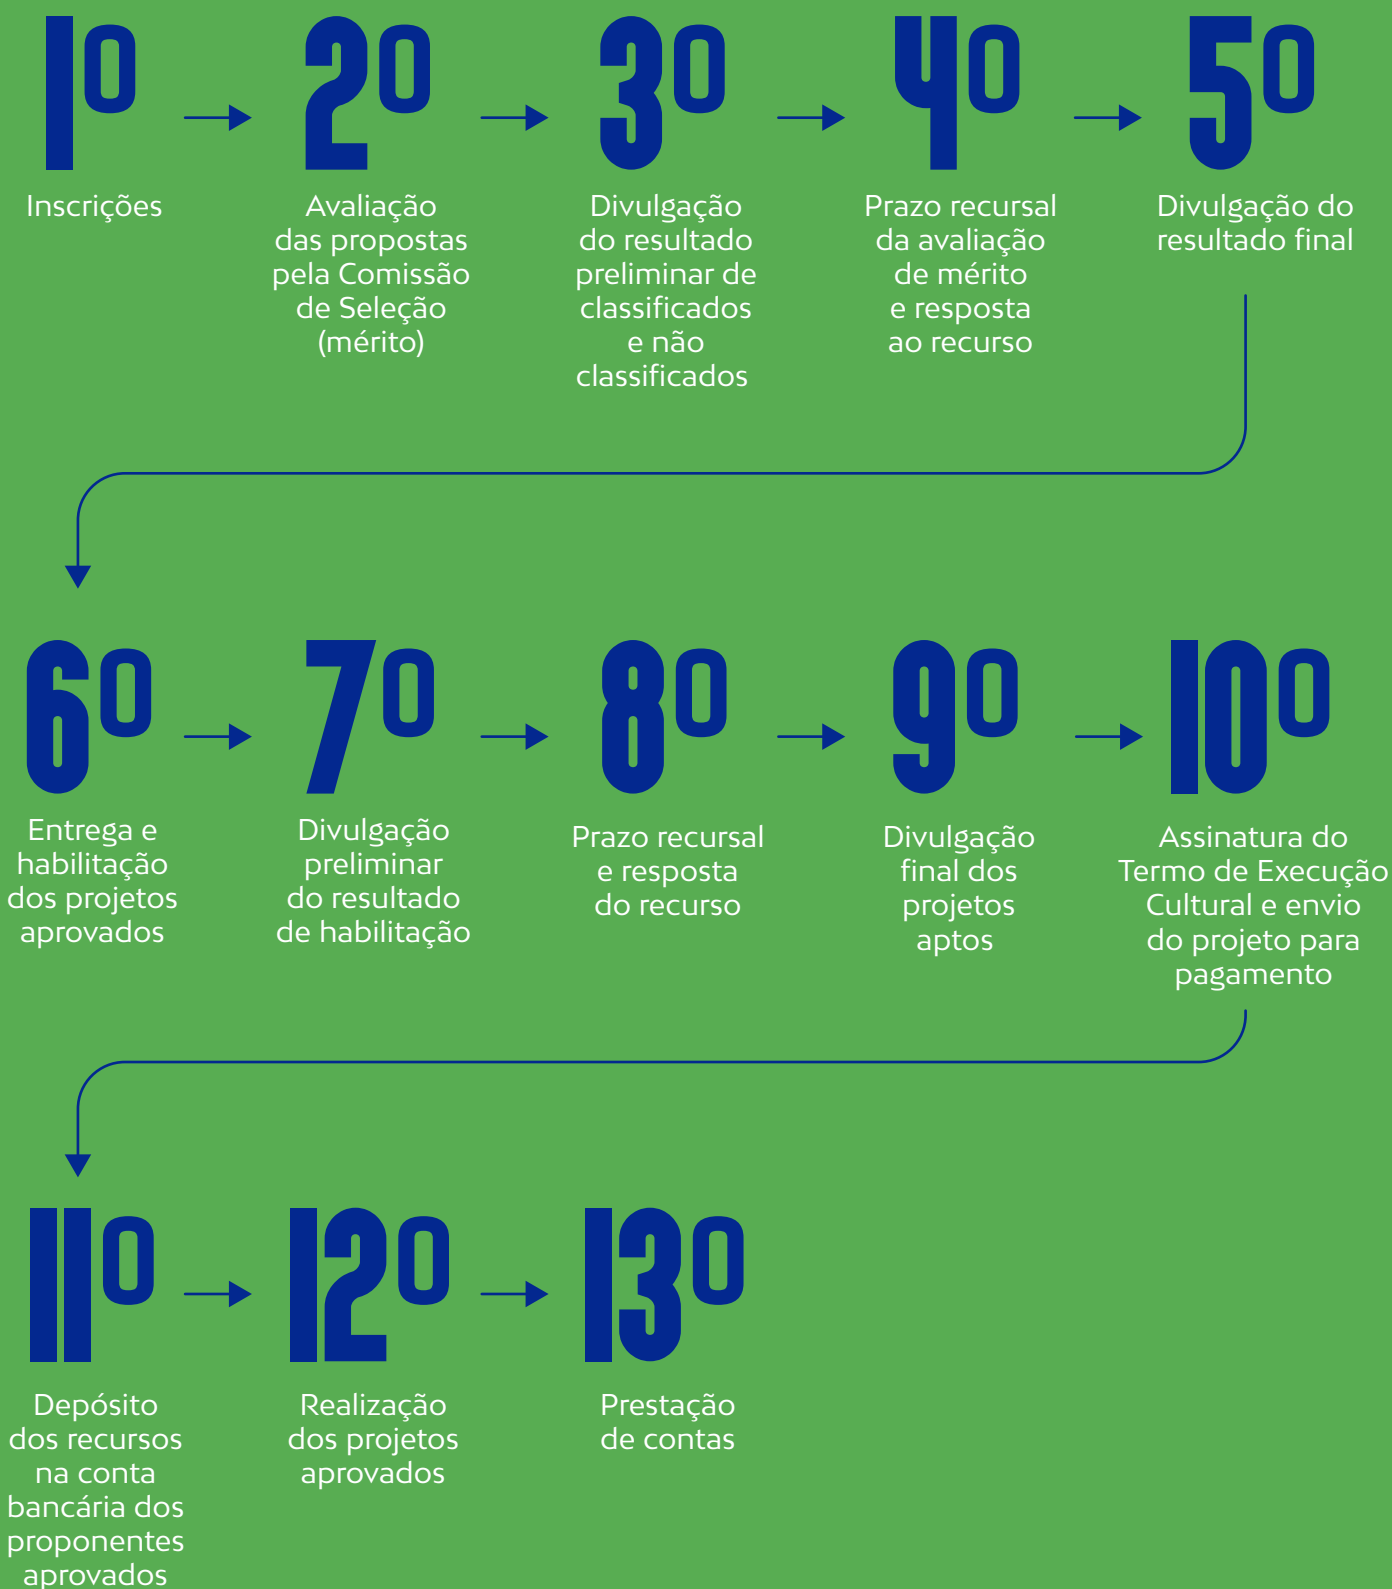 1º
Inscrições
2º
Avaliação
das propostas
pela Comissão
de Seleção
(mérito)
3º
Divulgação
do resultado
preliminar de
classificados
e não
classificados
4º
Prazo recursal
da avaliação
de mérito
e resposta
ao recurso
5º
Divulgação do
resultado final
6º
Entrega e
habilitação
dos projetos
aprovados
7º
Divulgação
preliminar
do resultado
de habilitação
8º
Prazo recursal
e resposta
do recurso
9º
Divulgação
final dos
projetos
aptos
10º
Assinatura do
Termo de Execução
Cultural e envio
do projeto para
pagamento
11º
Depósito
dos recursos
na conta
bancária dos
proponentes
aprovados
12º
Realização
dos projetos
aprovados
13º
Prestação
de contas